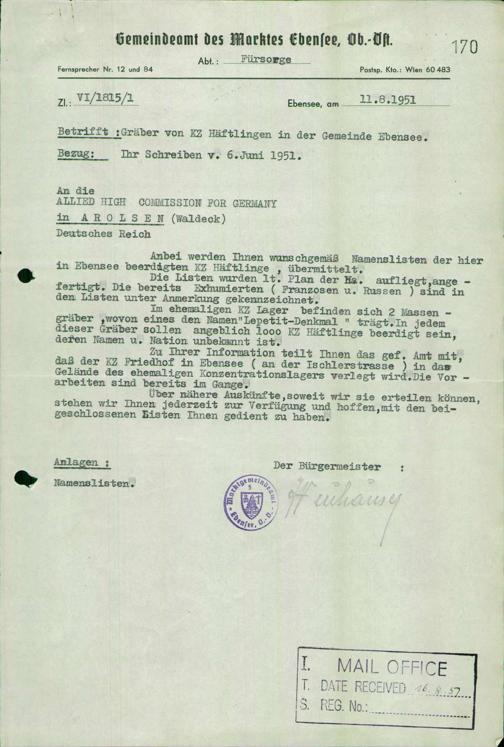 Gemeindeamt des Marktes Ebensee, Ob.-Öst.
170
Abt.: Fürsorge
Fernsprecher Nr. 12 und 84
Postsp. Kto.: Wien 60 483
Zl.: VI/1815/1
Ebensee, am 11.8.1951
Betrifft :Gräber von KZ Häftlingen in der Gemeinde Ebensee.
Bezug: Ihr Schreiben v. 6.Juni 1951.
An die
ALLIED HIGH COMMISSION FOR GERMANY
in A R O L S E N (Waldeck)
Deutsches Reich
Anbei werden Ihnen wunschgemäß Namenslisten der hier
in Ebensee beerdigten KZ Häftlinge , übermittelt.
Die Listen wurden lt. Plan der Ha. aufliegt,ange -
fertigt. Die bereits Exhumierten ( Franzosen u. Russen ) sind in
den Listen unter Anmerkung gekennzeichnet.
Im ehemaligen KZ Lager befinden sich 2 Massen -
gräber ,wovon eines den Namen"Lepetit-Denkmal " trägt.In jedem
dieser Gräber sollen angeblich 1ooo KZ Häftlinge beerdigt sein,
deren Namen u. Nation unbekannt ist.
Zu Ihrer Information teilt Ihnen das gef. Amt mit,
daß der KZ Friedhof in Ebensee ( an der Ischlerstrasse ) in das
Gelände des ehemaligen Konzentrationslagers verlegt wird.Die Vor -
arbeiten sind bereits im Gange.
Über nähere Auskünfte,soweit wir sie erteilen können,
stehen wir Ihnen jederzeit zur Verfügung und hoffen,mit den bei-
geschlossenen Listen Ihnen gedient zu haben.
Anlagen :
Der Bürgermeister :
Namenslisten.
Marktgemeindeamt
Ebensee, O.Ö.
I. MAIL OFFICE
T. DATE RECEIVED 16.8.51
S. REG. No.: